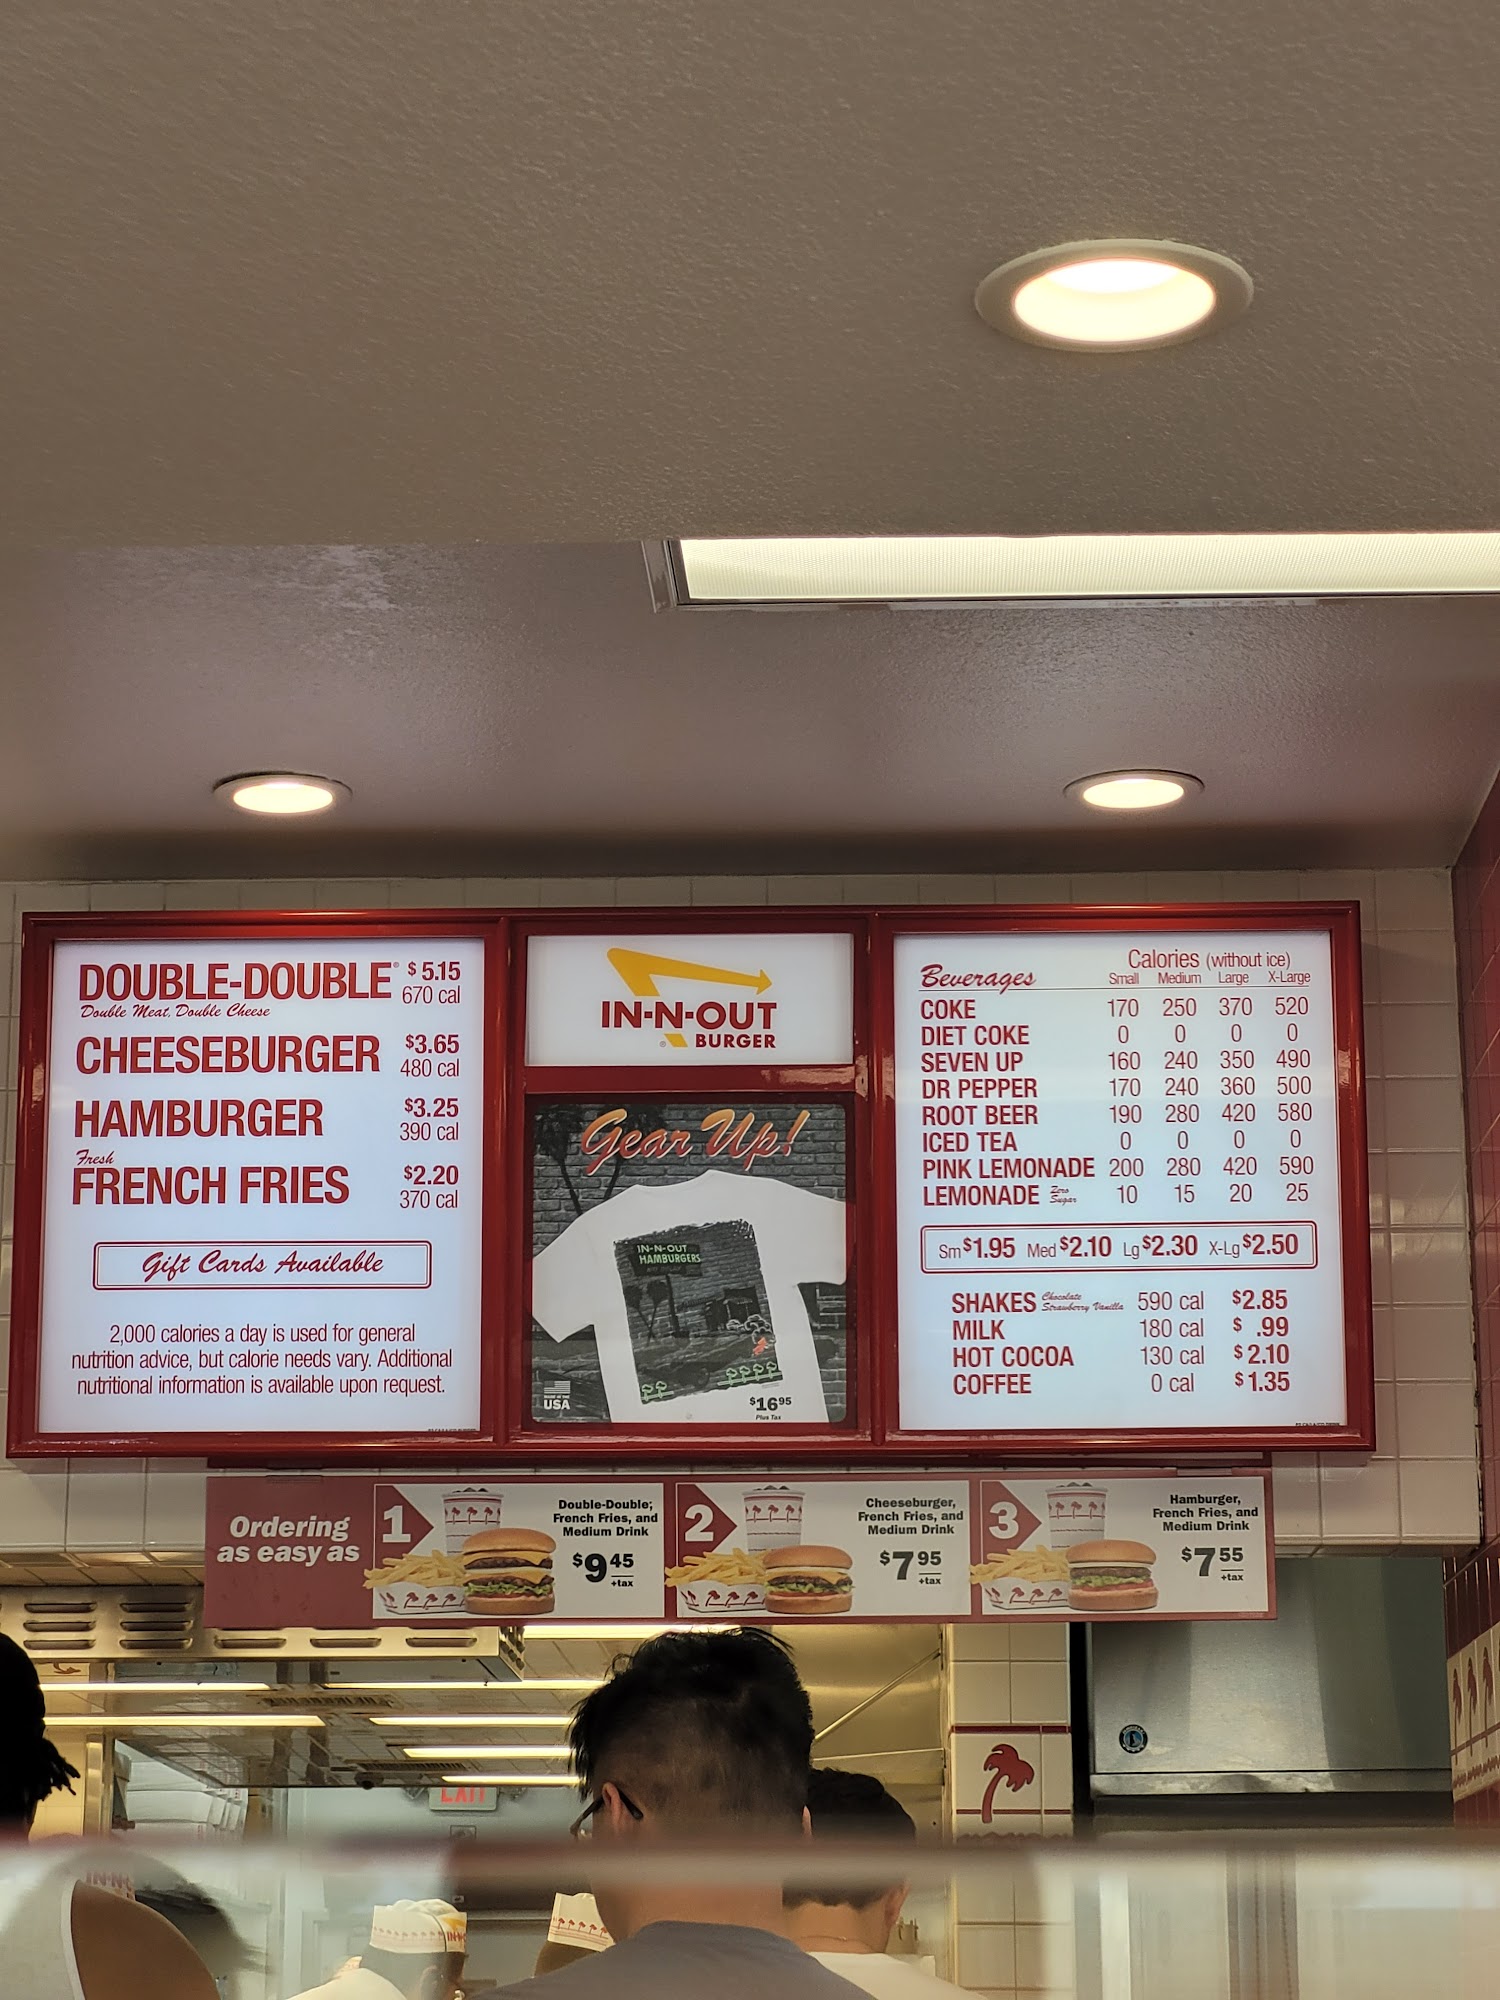 DOUBLE-DOUBLE® $5.15
Double Meat, Double Cheese 670 cal
CHEESEBURGER $3.65
480 cal
HAMBURGER $3.25
390 cal
Fresh
FRENCH FRIES $2.20
370 cal
Gift Cards Available
2,000 calories a day is used for general
nutrition advice, but calorie needs vary. Additional
nutritional information is available upon request.
IN-N-OUT
® BURGER
Gear Up!
IN-N-OUT
HAMBURGERS
USA
$16.95
Plus Tax
Calories (without ice)
Beverages Small Medium Large X-Large
COKE 170 250 370 520
DIET COKE 0 0 0 0
SEVEN UP 160 240 350 490
DR PEPPER 170 240 360 500
ROOT BEER 190 280 420 580
ICED TEA 0 0 0 0
PINK LEMONADE 200 280 420 590
LEMONADE Zero Sugar 10 15 20 25
Sm $1.95 Med $2.10 Lg $2.30 X-Lg $2.50
SHAKES Chocolate Strawberry Vanilla 590 cal $2.85
MILK 180 cal $ .99
HOT COCOA 130 cal $2.10
COFFEE 0 cal $1.35
Ordering
as easy as
1
Double-Double,
French Fries, and
Medium Drink
$9.45
+tax
2
Cheeseburger,
French Fries, and
Medium Drink
$7.95
+tax
3
Hamburger,
French Fries, and
Medium Drink
$7.55
+tax
EXIT